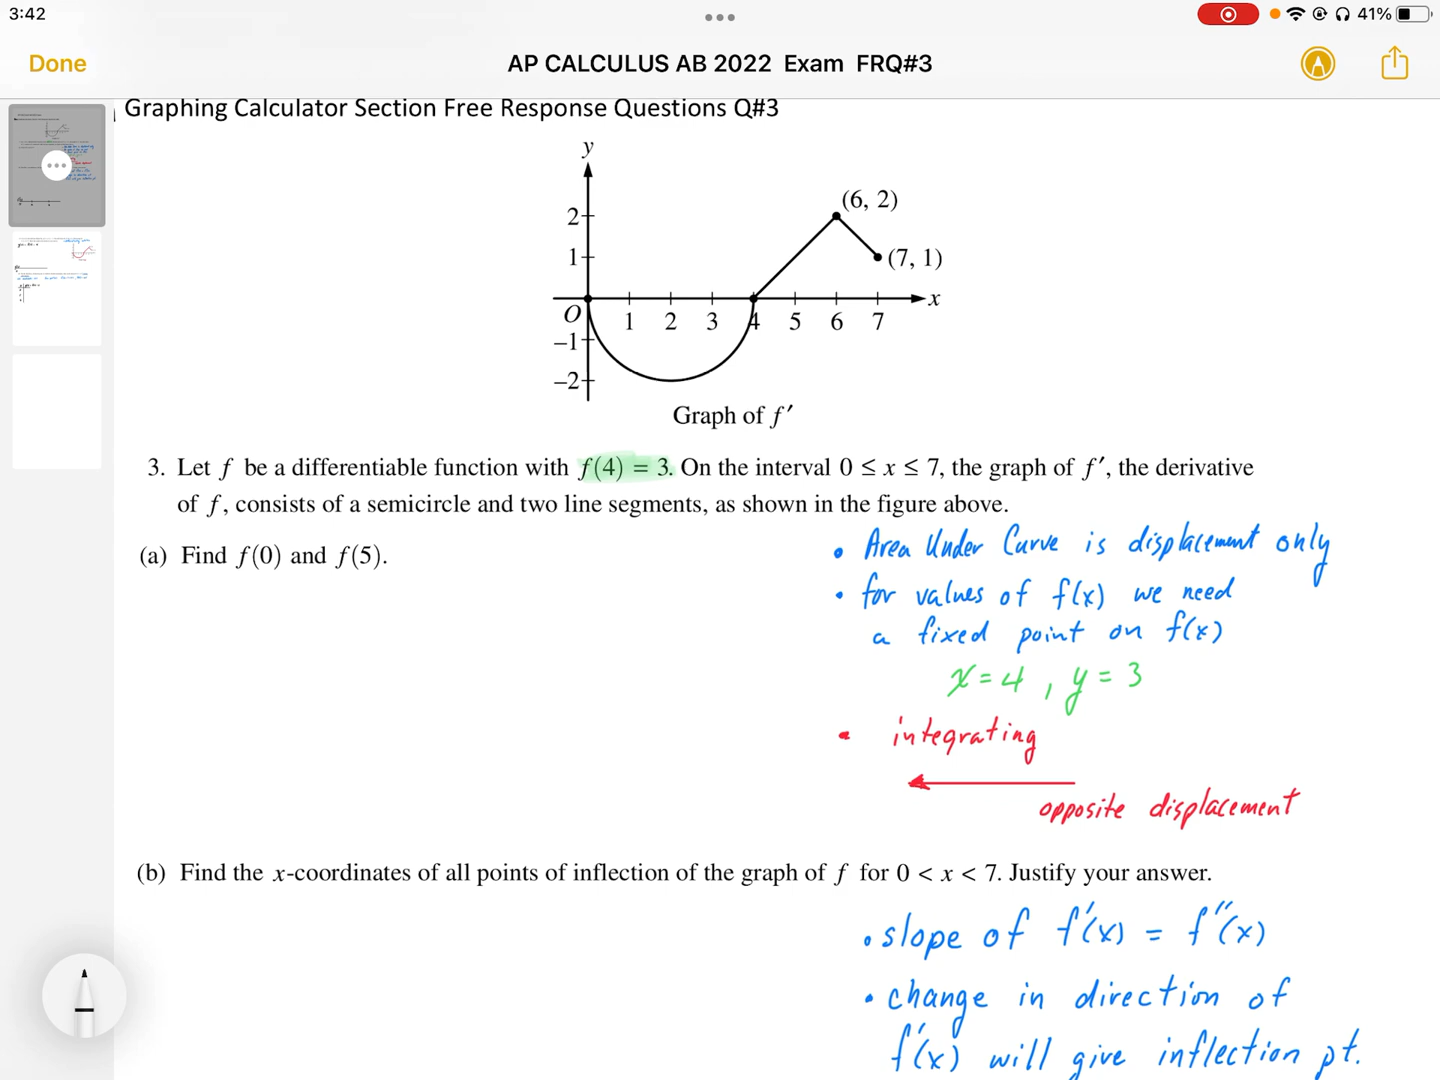 3:42
41%
Done
AP CALCULUS AB 2022 Exam FRQ#3
Graphing Calculator Section Free Response Questions Q#3
y
(6, 2)
2
1
(7, 1)
x
O
1 2 3 4 5 6 7
–1
–2
Graph of f′
3. Let f be a differentiable function with f(4) = 3. On the interval 0 ≤ x ≤ 7, the graph of f′, the derivative
of f, consists of a semicircle and two line segments, as shown in the figure above.
(a) Find f(0) and f(5).
• Area Under Curve is displacement only
• for values of f(x) we need
a fixed point on f(x)
x = 4, y = 3
• integrating
opposite displacement
(b) Find the x-coordinates of all points of inflection of the graph of f for 0 < x < 7. Justify your answer.
• slope of f′(x) = f″(x)
• change in direction of
f′(x) will give inflection pt.